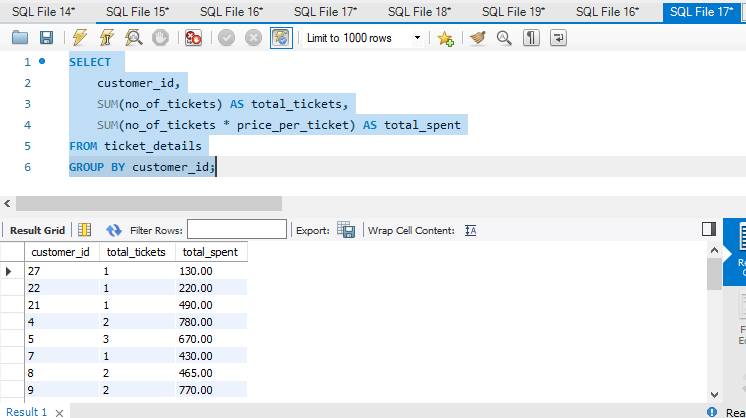 SQL File 14* SQL File 15* SQL File 16* SQL File 17* SQL File 18* SQL File 19* SQL File 16* SQL File 17*
Limit to 1000 rows
1 SELECT
2 customer_id,
3 SUM(no_of_tickets) AS total_tickets,
4 SUM(no_of_tickets * price_per_ticket) AS total_spent
5 FROM ticket_details
6 GROUP BY customer_id;
Result Grid Filter Rows: Export: Wrap Cell Content:
customer_id total_tickets total_spent
27 1 130.00
22 1 220.00
21 1 490.00
4 2 780.00
5 3 670.00
7 1 430.00
8 2 465.00
9 2 770.00
Result 1